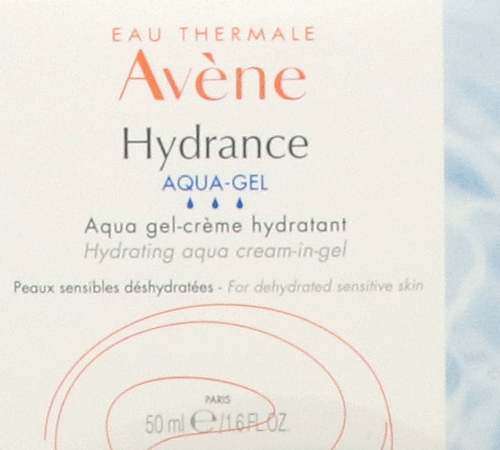 EAU THERMALE
Avène
Hydrance
AQUA-GEL
Aqua gel-crème hydratant
Hydrating aqua cream-in-gel
Peaux sensibles déshydratées - For dehydrated sensitive skin
PARIS
50 ml ℮/1.6 FL.OZ.